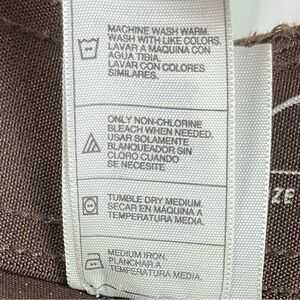 MACHINE WASH WARM.
WASH WITH LIKE COLORS.
LAVAR A MAQUINA CON
AGUA TIBIA.
LAVAR CON COLORES
SIMILARES.
ONLY NON-CHLORINE
BLEACH WHEN NEEDED.
USAR SOLAMENTE
BLANQUEADOR SIN
CLORO CUANDO
SE NECESITE
TUMBLE DRY MEDIUM.
SECAR EN MÁQUINA A
TEMPERATURA MEDIA.
MEDIUM IRON.
PLANCHAR A
TEMPERATURA MEDIA.
ZE